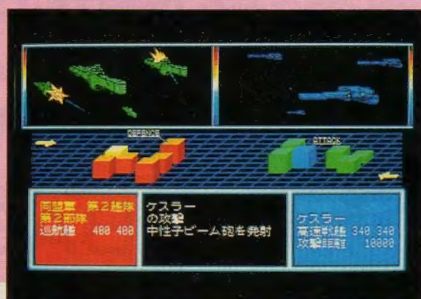 DEFENCE
ATTACK
同盟軍 第2艦隊
第2部隊
巡航艦 480 480
ケスラー
の攻撃
中性子ビーム砲を発射
ケスラー
高速戦艦 340 340
攻撃距離 10000